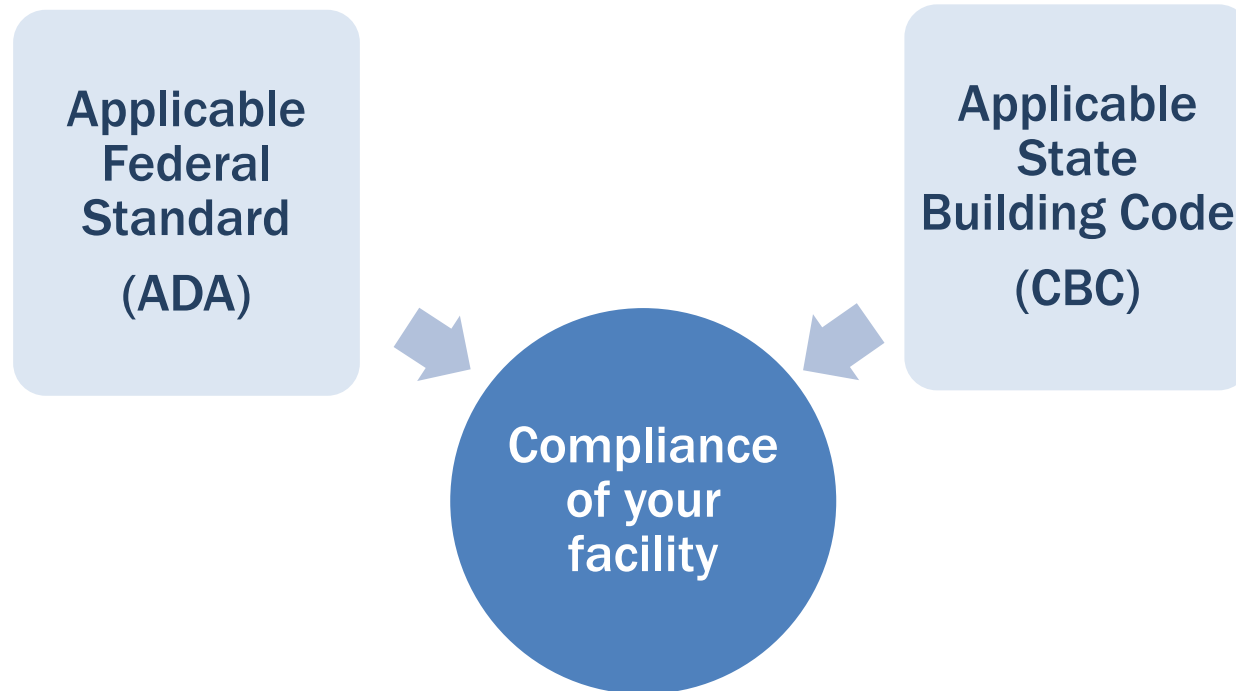 Applicable
Federal
Standard
(ADA)
Applicable
State
Building Code
(CBC)
Compliance
of your
facility